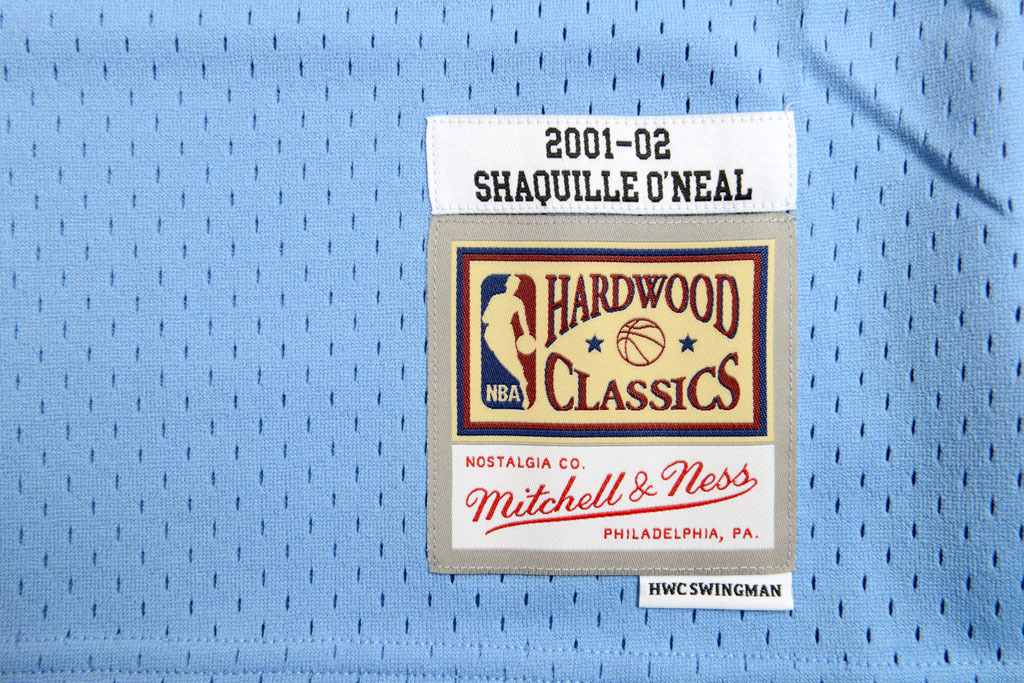 2001-02
SHAQUILLE O'NEAL
HARDWOOD
CLASSICS
NBA
NOSTALGIA CO.
Mitchell & Ness
PHILADELPHIA, PA.
HWC SWINGMAN